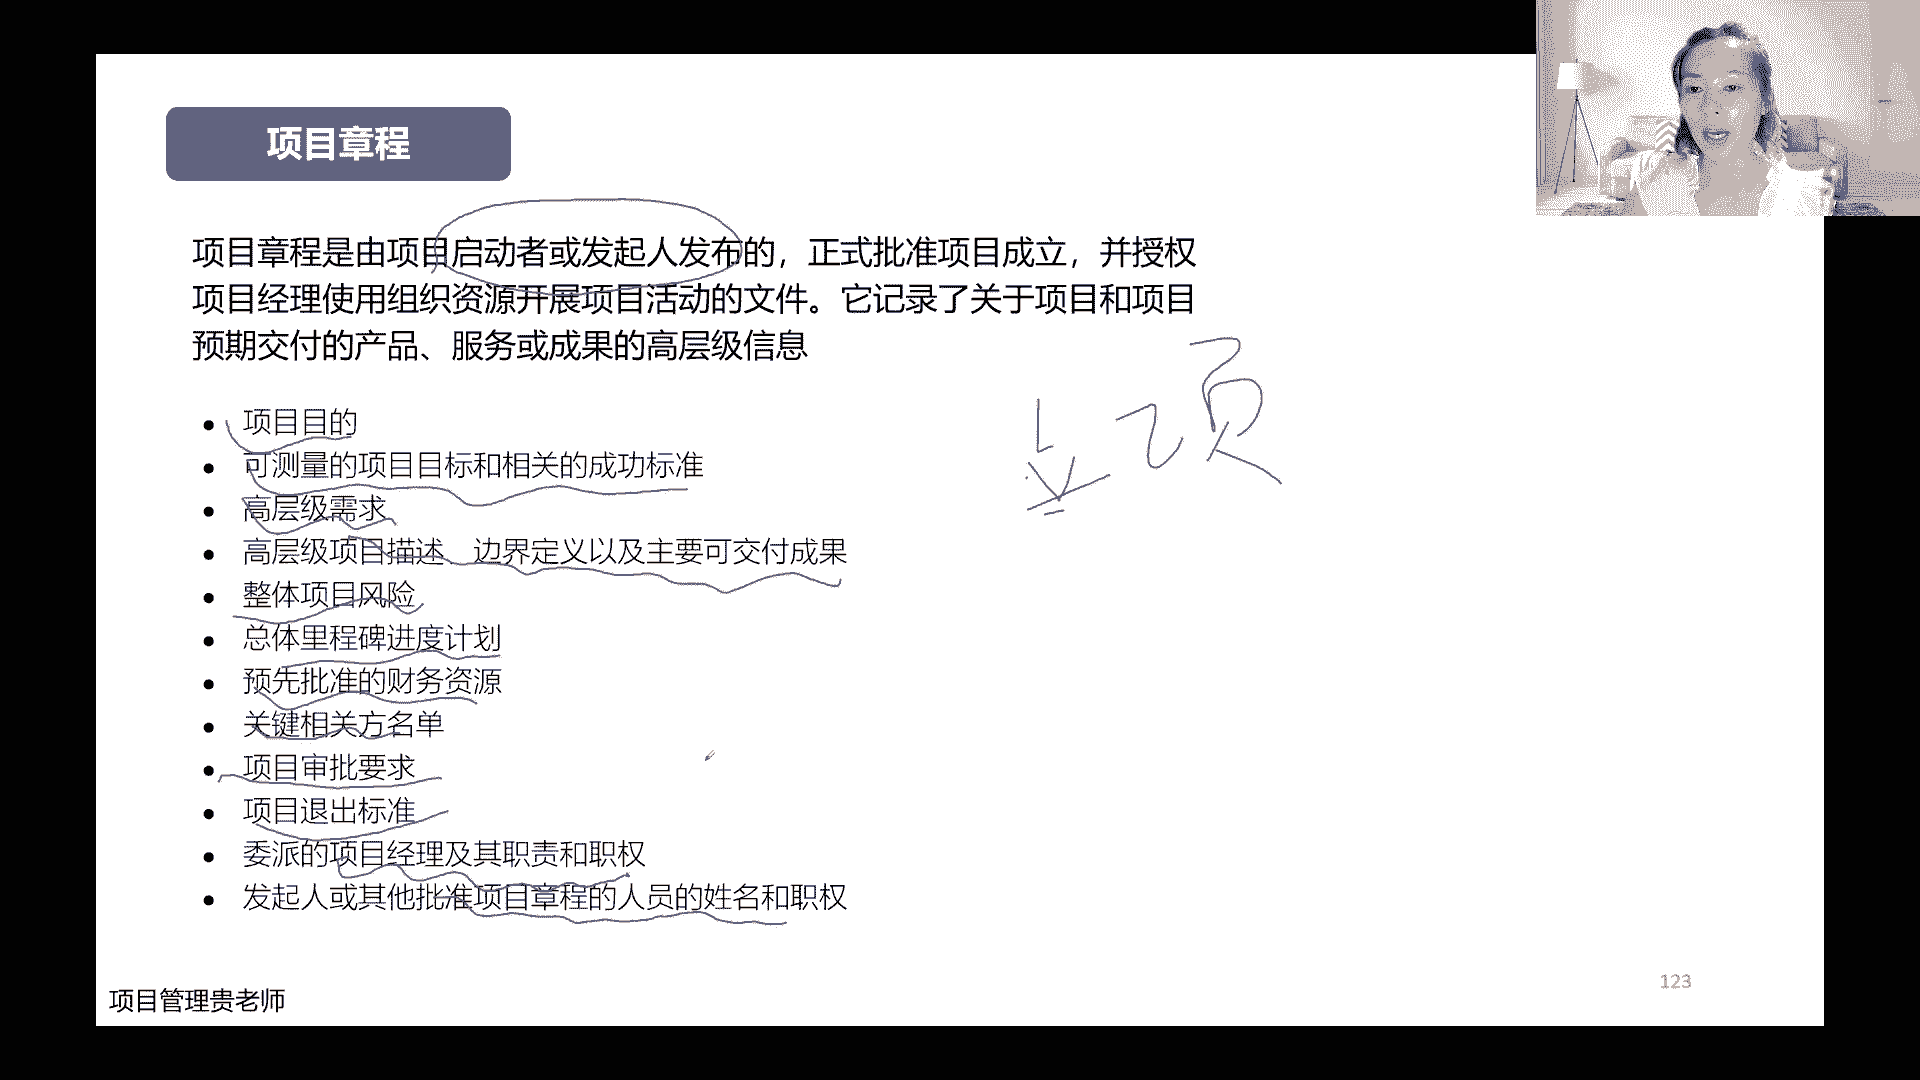 项目章程
项目章程是由项目启动者或发起人发布的，正式批准项目成立，并授权
项目经理使用组织资源开展项目活动的文件。它记录了关于项目和项目
预期交付的产品、服务或成果的高层级信息
立项
• 项目目的
• 可测量的项目目标和相关的成功标准
• 高层级需求
• 高层级项目描述、边界定义以及主要可交付成果
• 整体项目风险
• 总体里程碑进度计划
• 预先批准的财务资源
• 关键相关方名单
• 项目审批要求
• 项目退出标准
• 委派的项目经理及其职责和职权
• 发起人或其他批准项目章程的人员的姓名和职权
123
项目管理贵老师